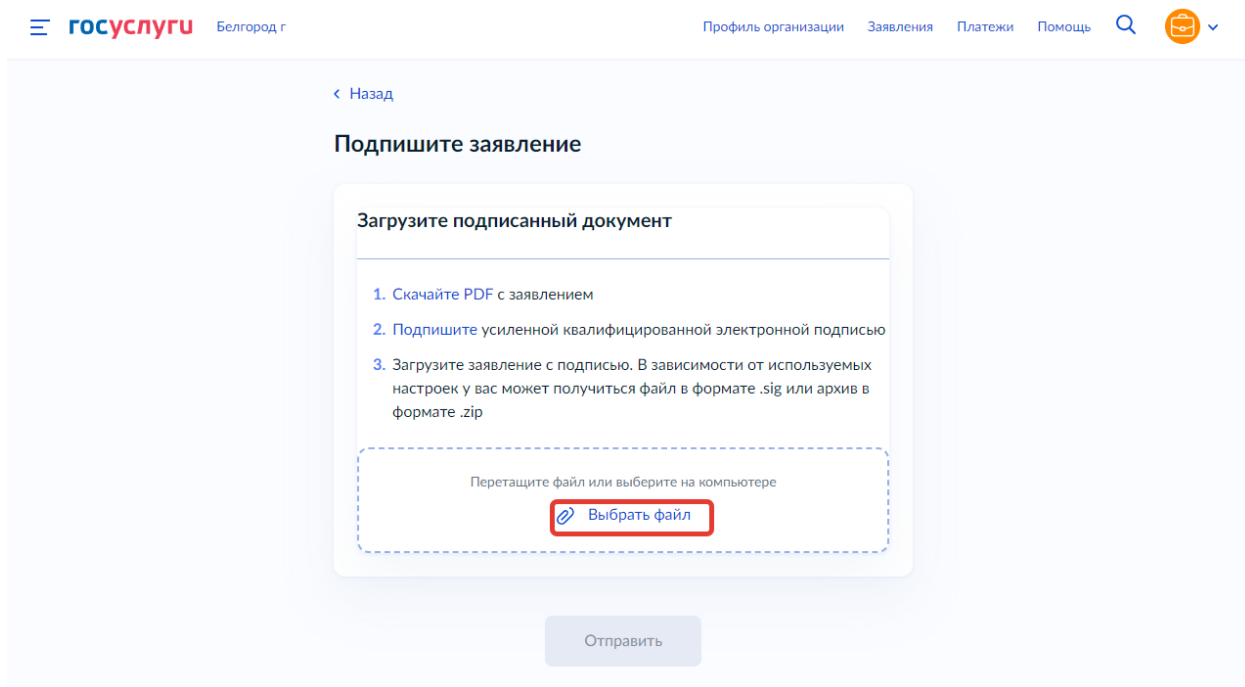 госуслуги Белгород г Профиль организации Заявления Платежи Помощь
Назад
Подпишите заявление
Загрузите подписанный документ
1. Скачайте PDF с заявлением
2. Подпишите усиленной квалифицированной электронной подписью
3. Загрузите заявление с подписью. В зависимости от используемых
настроек у вас может получиться файл в формате .sig или архив в
формате .zip
Перетащите файл или выберите на компьютере
Выбрать файл
Отправить